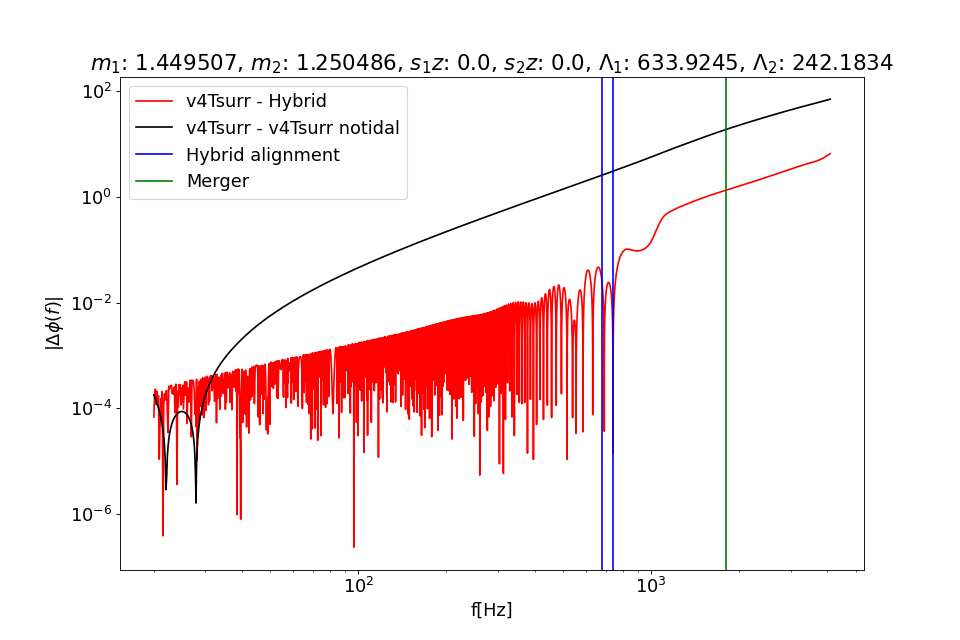 m₁: 1.449507, m₂: 1.250486, s₁z: 0.0, s₂z: 0.0, Λ₁: 633.9245, Λ₂: 242.1834
v4Tsurr - Hybrid
v4Tsurr - v4Tsurr notidal
Hybrid alignment
Merger
10²
10⁰
10⁻²
10⁻⁴
10⁻⁶
|Δϕ(f)|
10² 10³
f[Hz]